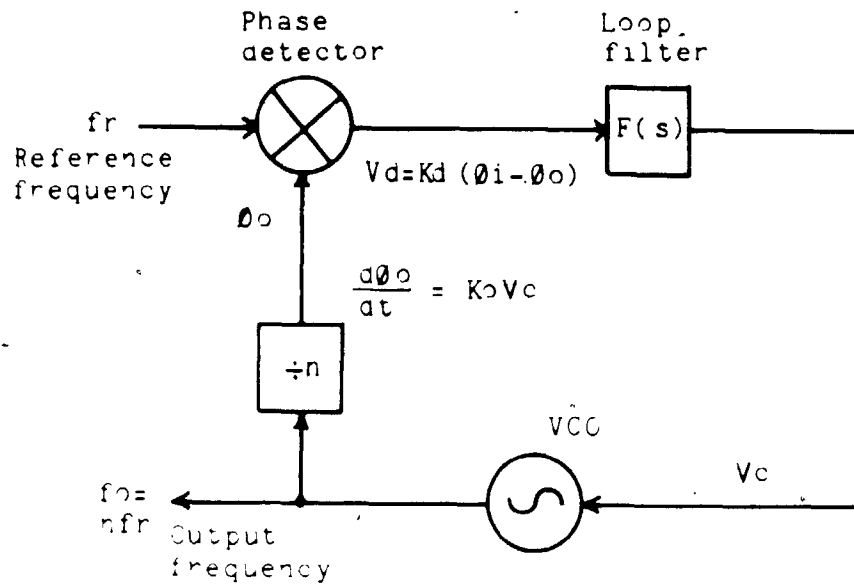 Phase
detector
Loop
filter
fr
Reference
frequency
F(s)
Vd=Kd(Øi-Øo)
Øo
dØo
dt
= KoVc
÷n
VCO
Vc
fo=
nfr
Output
frequency